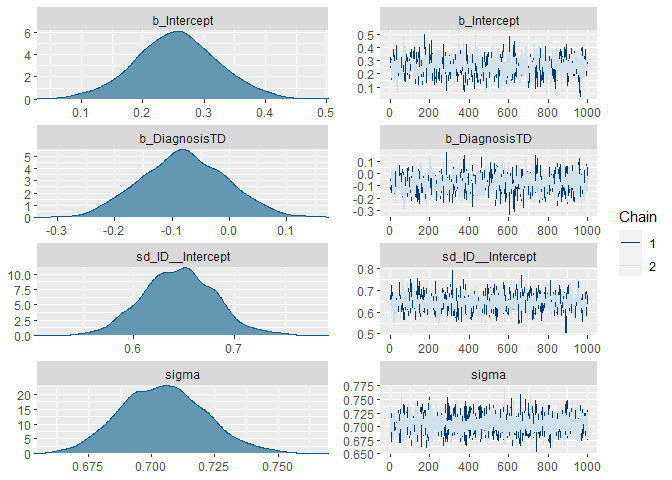 b_Intercept
b_Intercept
6
4
2
0
0.1 0.2 0.3 0.4 0.5
0.5
0.4
0.3
0.2
0.1
0 200 400 600 800 1000
b_DiagnosisTD
b_DiagnosisTD
5
4
3
2
1
0
-0.3 -0.2 -0.1 0.0 0.1
0.1
0.0
-0.1
-0.2
-0.3
0 200 400 600 800 1000
sd_ID__Intercept
sd_ID__Intercept
10.0
7.5
5.0
2.5
0.0
0.6 0.7
0.8
0.7
0.6
0.5
0 200 400 600 800 1000
sigma
sigma
20
15
10
5
0
0.675 0.700 0.725 0.750
0.775
0.750
0.725
0.700
0.675
0.650
0 200 400 600 800 1000
Chain
1
2